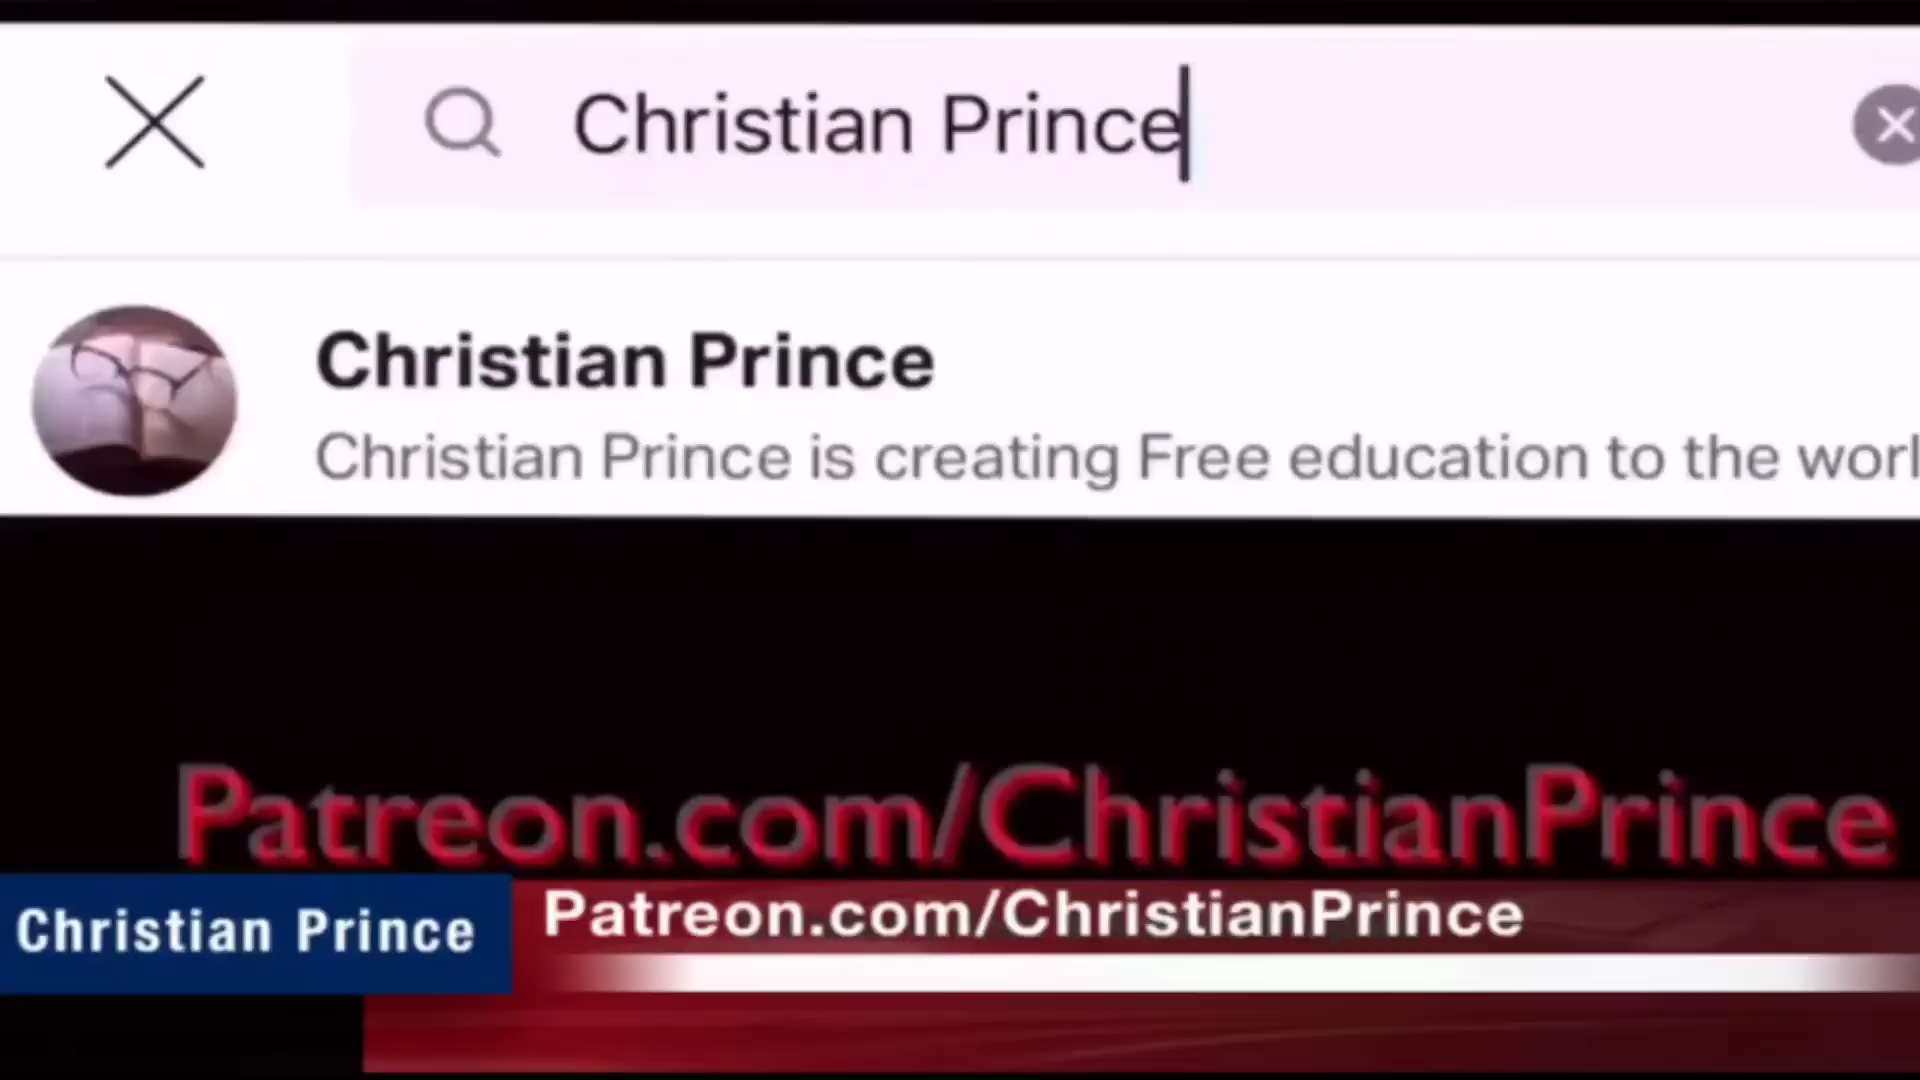 Christian Prince
Christian Prince
Christian Prince is creating Free education to the worl
Patreon.com/ChristianPrince
Patreon.com/ChristianPrince
Christian Prince